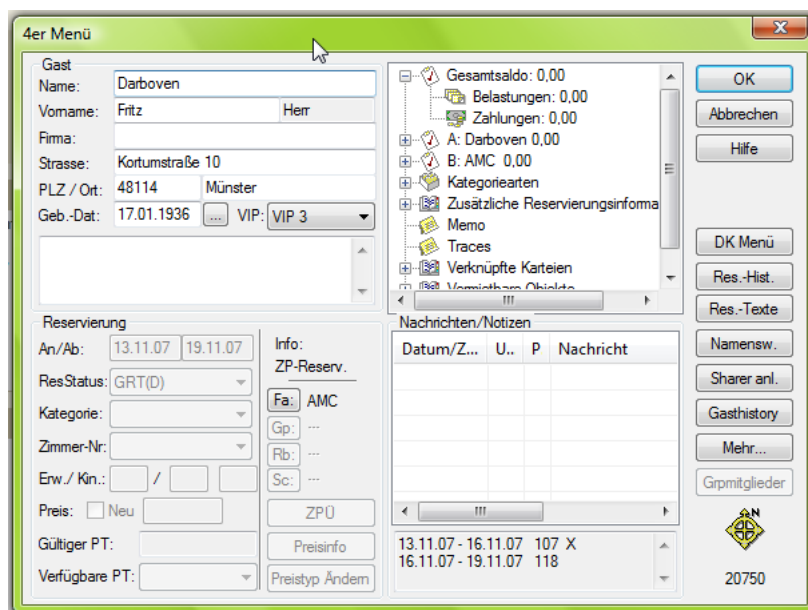 4er Menü
Gast
Name: Darboven
Vorname: Fritz Herr
Firma:
Strasse: Kortumstraße 10
PLZ / Ort: 48114 Münster
Geb.-Dat: 17.01.1936 ... VIP: VIP 3
Gesamtsaldo: 0,00
Belastungen: 0,00
Zahlungen: 0,00
A: Darboven 0,00
B: AMC 0,00
Kategoriearten
Zusätzliche Reservierungsinforma
Memo
Traces
Verknüpfte Karteien
Vermietbare Objekte
OK
Abbrechen
Hilfe
DK Menü
Res.-Hist.
Res.-Texte
Namensw.
Sharer anl.
Gasthistory
Mehr...
Grpmitglieder
N
20750
Reservierung
An/Ab: 13.11.07 19.11.07
ResStatus: GRT(D)
Kategorie:
Zimmer-Nr:
Erw./ Kin.: /
Preis: Neu
Gültiger PT:
Verfügbare PT:
Info:
ZP-Reserv.
Fa: AMC
Gp: ---
Rb: ---
Sc: ---
ZPÜ
Preisinfo
Preistyp Ändern
Nachrichten/Notizen
Datum/Z... U.. P Nachricht
13.11.07 - 16.11.07 107 X
16.11.07 - 19.11.07 118